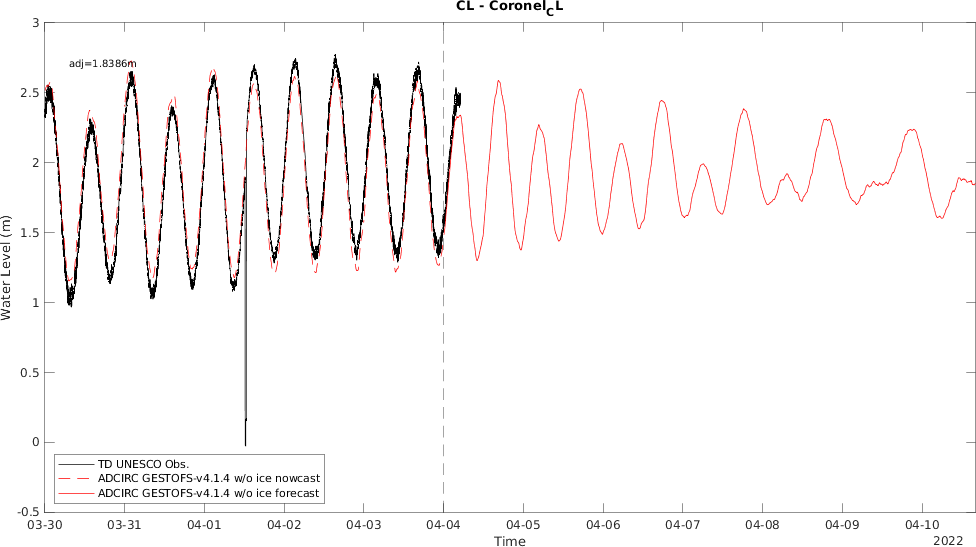 CL - Coronel_CL
3
adj=1.8386m
2.5
2
1.5
1
0.5
0
-0.5
Water Level (m)
TD UNESCO Obs.
ADCIRC GESTOFS-v4.1.4 w/o ice nowcast
ADCIRC GESTOFS-v4.1.4 w/o ice forecast
03-30 03-31 04-01 04-02 04-03 04-04 04-05 04-06 04-07 04-08 04-09 04-10
Time
2022